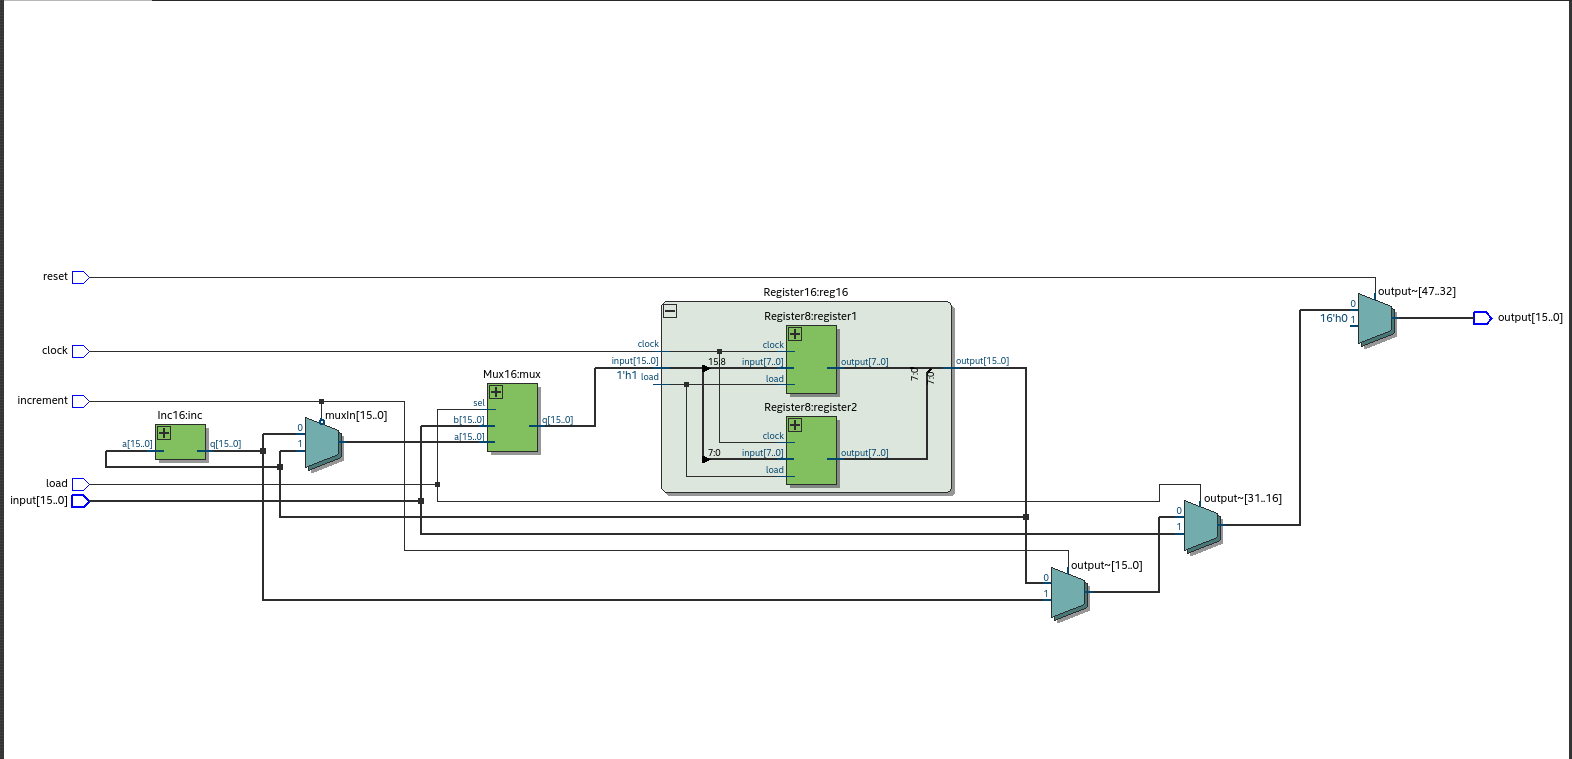 reset
output~[47..32]
0
16'h0 1
output[15..0]
Register16:reg16
Register8:register1
clock
clock
clock
input[15..0]
15:8
input[7..0]
output[7..0]
output[15..0]
1'h1 load
load
7:0
7:0
Mux16:mux
increment
sel
Register8:register2
Inc16:inc
muxIn[15..0]
0
1
a[15..0]
q[15..0]
b[15..0]
a[15..0]
q[15..0]
clock
7:0
input[7..0]
output[7..0]
load
load
input[15..0]
output~[31..16]
0
1
output~[15..0]
0
1